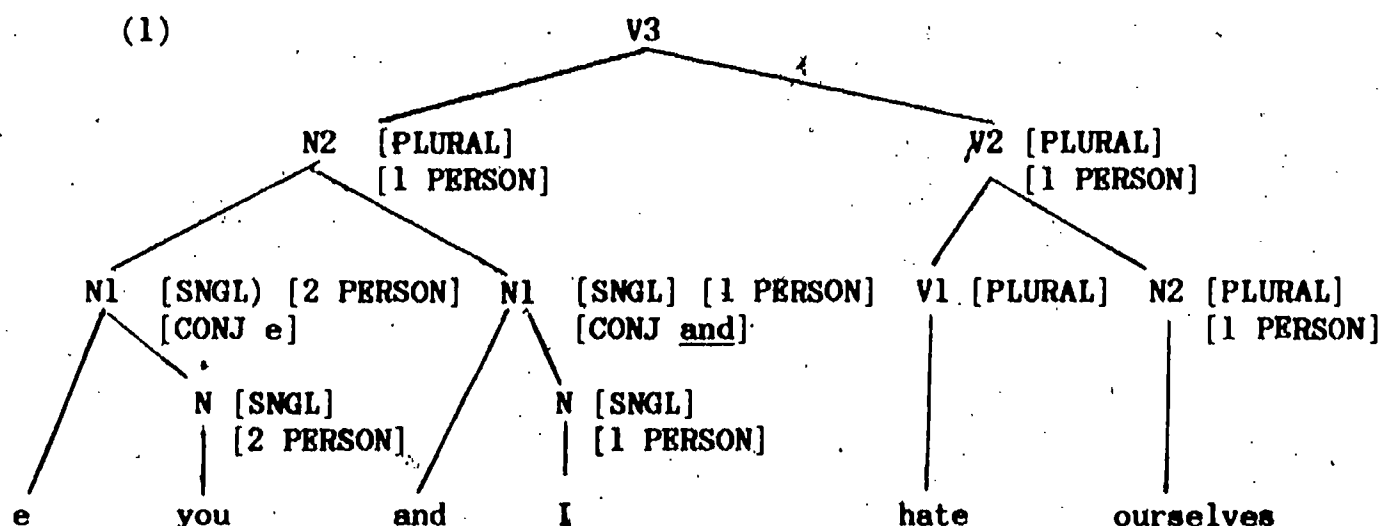 (1) V3
N2 [PLURAL] V2 [PLURAL]
[1 PERSON] [1 PERSON]
N1 [SNGL) [2 PERSON] N1 [SNGL] [1 PERSON] V1 [PLURAL] N2 [PLURAL]
[CONJ e] [CONJ and] [1 PERSON]
N [SNGL] N [SNGL]
[2 PERSON] [1 PERSON]
e you and I hate ourselves